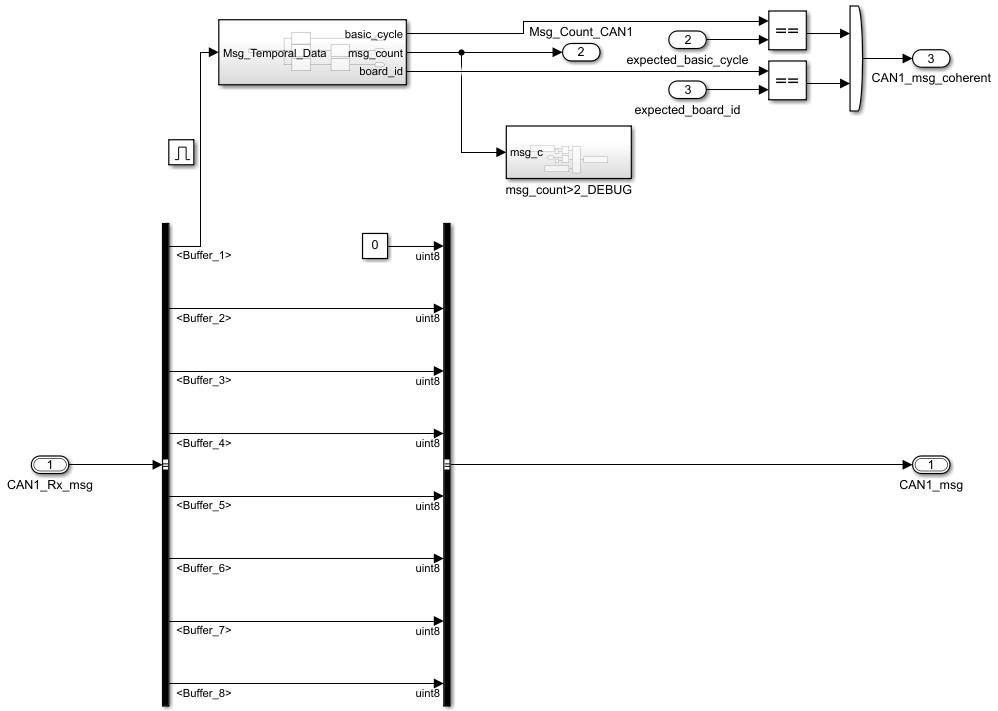 basic_cycle
Msg_Temporal_Data
msg_count
board_id
Msg_Count_CAN1
2
2
expected_basic_cycle
==
3
expected_board_id
==
3
CAN1_msg_coherent
msg_c
msg_count>2_DEBUG
<Buffer_1>
0
uint8
<Buffer_2>
uint8
<Buffer_3>
uint8
<Buffer_4>
uint8
1
CAN1_Rx_msg
1
CAN1_msg
<Buffer_5>
uint8
<Buffer_6>
uint8
<Buffer_7>
uint8
<Buffer_8>
uint8